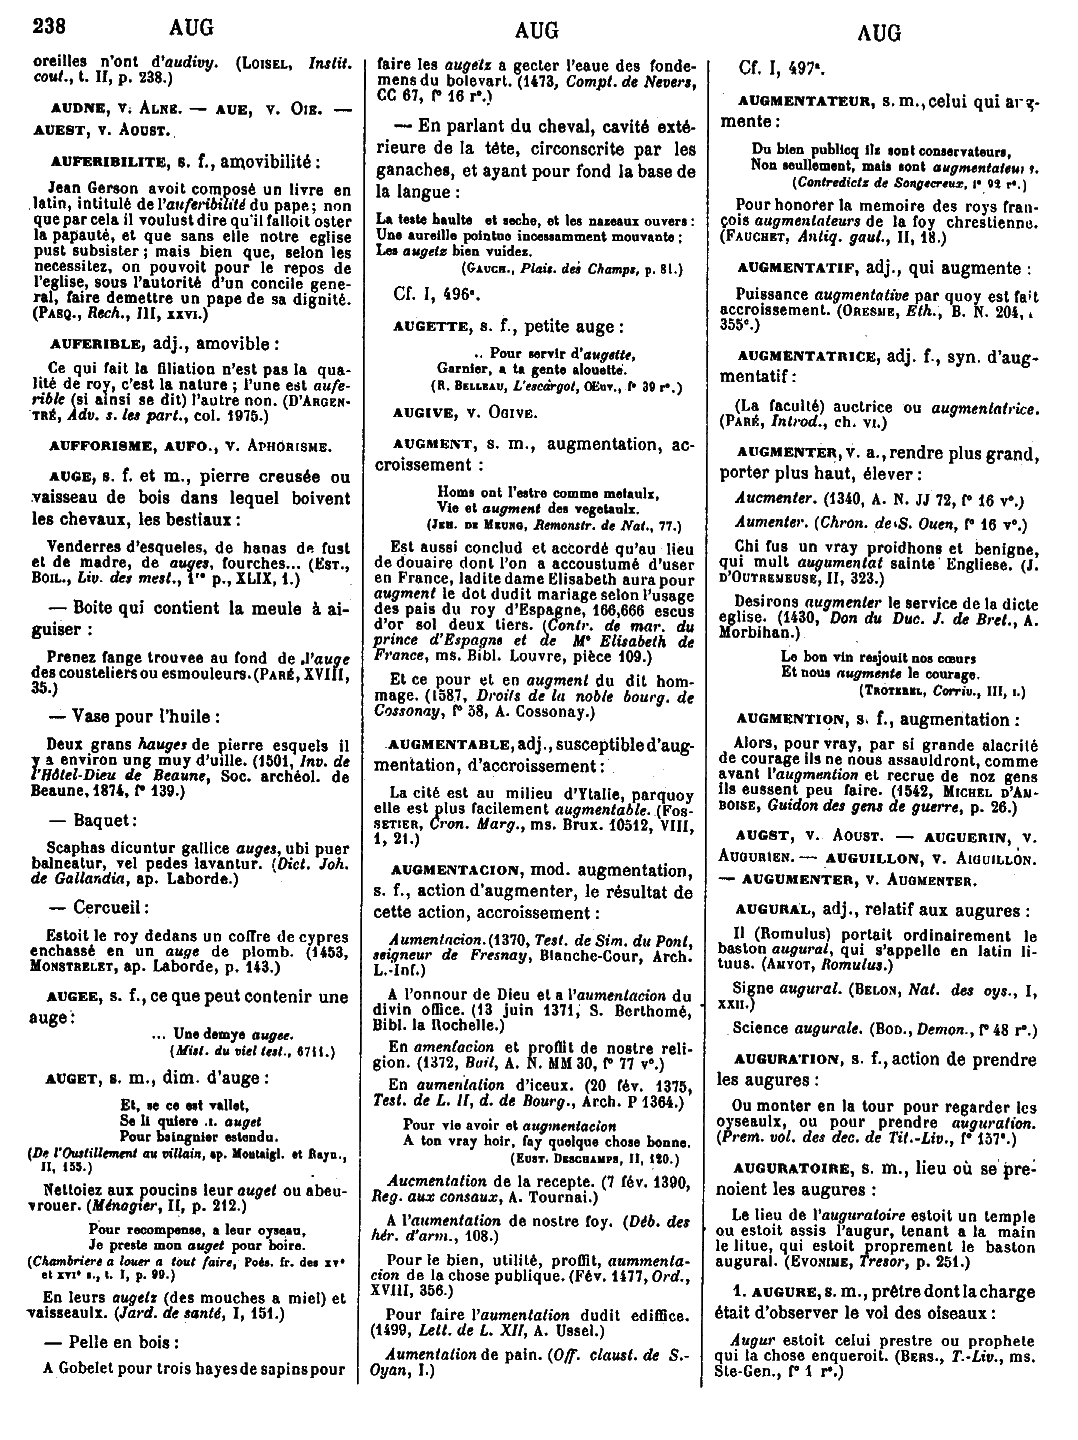 238 AUG AUG AUG
oreilles n'ont d'audivy. (LOISEL, Instit.
cout., t. II, p. 238.)
AUDNE, V. ALNE. — AUE, V. OIE. —
AUEST, V. AOUST.
AUFERIBILITE, s. f., amovibilité :
Jean Gerson avoit composé un livre en
latin, intitulé de l'auferibilité du pape; non
que par cela il voulust dire qu'il falloit oster
la papauté, et que sans elle notre eglise
pust subsister ; mais bien que, selon les
necessitez, on pouvoit pour le repos de
l'eglise, sous l'autorité d'un concile gene-
ral, faire demettre un pape de sa dignité.
(PASQ., Rech., III, XXVI.)
AUFERIBLE, adj., amovible :
Ce qui fait la filiation n'est pas la qua-
lité de roy, c'est la nature ; l'une est aufe-
rible (si ainsi se dit) l'autre non. (D'ARGEN-
TRÉ, Adv. s. les part., col. 1975.)
AUFFORISME, AUFO., V. APHORISME.
AUGE, s. f. et m., pierre creusée ou
vaisseau de bois dans lequel boivent
les chevaux, les bestiaux :
Venderres d'esqueles, de hanas de fust
et de madre, de auges, fourches... (EST.,
BOIL., Liv. des mest., 1re p., XLIX, 1.)
— Boite qui contient la meule à ai-
guiser :
Prenez fange trouvee au fond de l'auge
des cousteliers ou esmouleurs. (PARÉ, XVIII,
35.)
— Vase pour l'huile :
Deux grans hauges de pierre esquels il
y a environ ung muy d'uille. (1501, Inv. de
l'Hôtel-Dieu de Beaune, Soc. archéol. de
Beaune, 1874, f° 139.)
— Baquet :
Scaphas dicuntur gallice auges, ubi puer
balneatur, vel pedes lavantur. (Dict. Joh.
de Gallandia, ap. Laborde.)
— Cercueil :
Estoit le roy dedans un coffre de cypres
enchassé en un auge de plomb. (1453,
MONSTRELET, ap. Laborde, p. 143.)
AUGEE, s. f., ce que peut contenir une
auge :
... Une demye augee.
(Mist. du viel test., 6711.)
AUGET, s. m., dim. d'auge :
Et, se ce est vallet,
Se li quiere .I. auget
Pour baingnier estendu.
(De l'Oustillement au villain, ap. Montaigl. et Rayn.,
II, 155.)
Nettoiez aux poucins leur auget ou abeu-
vrouer. (Ménagier, II, p. 212.)
Pour recompense, a leur oyseau,
Je preste mon auget pour boire.
(Chambriere a louer a tout faire, Poés. fr. des XVe
et XVIe s., t. I, p. 99.)
En leurs augetz (des mouches a miel) et
vaisseaulx. (Jard. de santé, I, 151.)
— Pelle en bois :
A Gobelet pour trois hayes de sapins pour
faire les augetz a gecter l'eaue des fonde-
mens du bolevart. (1473, Compt. de Nevers,
CC 67, f° 16 r°.)
— En parlant du cheval, cavité exté-
rieure de la tête, circonscrite par les
ganaches, et ayant pour fond la base de
la langue :
La teste haulte et seche, et les nazeaux ouvers :
Une aureille pointue incessamment mouvante ;
Les augetz bien vuidez.
(GAUCH., Plais. des Champs, p. 81.)
Cf. I, 496c.
AUGETTE, s. f., petite auge :
.. Pour servir d'augette,
Garnier, a ta gente alouette.
(R. BELLEAU, L'escargot, Œuv., f° 39 r°.)
AUGIVE, V. OGIVE.
AUGMENT, s. m., augmentation, ac-
croissement :
Homs ont l'estre comme metaulx,
Vie et augment des vegetaulx.
(JEH. DE MEUNG, Remonstr. de Nat., 77.)
Est aussi conclud et accordé qu'au lieu
de douaire dont l'on a accoustumé d'user
en France, ladite dame Elisabeth aura pour
augment le dot dudit mariage selon l'usage
des pais du roy d'Espagne, 166,666 escus
d'or sol deux tiers. (Contr. de mar. du
prince d'Espagne et de Me Elisabeth de
France, ms. Bibl. Louvre, pièce 109.)
Et ce pour et en augment du dit hom-
mage. (1587, Droits de la noble bourg. de
Cossonay, f° 58, A. Cossonay.)
AUGMENTABLE, adj., susceptible d'aug-
mentation, d'accroissement :
La cité est au milieu d'Ytalie, parquoy
elle est plus facilement augmentable. (FOS-
SETIER, Cron. Marg., ms. Brux. 10512, VIII,
1, 21.)
AUGMENTACION, mod. augmentation,
s. f., action d'augmenter, le résultat de
cette action, accroissement :
Aumentacion. (1370, Test. de Sim. du Pont,
seigneur de Fresnay, Blanche-Cour, Arch.
L.-Inf.)
A l'onnour de Dieu et a l'aumentacion du
divin office. (13 juin 1371, S. Berthomé,
Bibl. la Rochelle.)
En amentacion et proffit de nostre reli-
gion. (1372, Bail, A. N. MM 30, f° 77 v°.)
En aumentation d'iceux. (20 fév. 1375,
Test. de L. II, d. de Bourg., Arch. P 1364.)
Pour vie avoir et augmentacion
A ton vray hoir, fay quelque chose bonne.
(EUST. DESCHAMPS, II, 120.)
Aucmentation de la recepte. (7 fév. 1390,
Reg. aux consaux, A. Tournai.)
A l'aumentation de nostre foy. (Déb. des
hér. d'arm., 108.)
Pour le bien, utilité, proffit, aummenta-
cion de la chose publique. (Fév. 1477, Ord.,
XVIII, 356.)
Pour faire l'aumentation dudit ediffice.
(1499, Lett. de L. XII, A. Ussel.)
Aumentation de pain. (Off. claust. de S.-
Oyan, I.)
Cf. I, 497a.
AUGMENTATEUR, s. m., celui qui aug-
mente :
Du bien publicq ilz sont conservateurs,
Non seullement, mais sont augmentateurs.
(Contredictz de Songecreux, f° 92 r°.)
Pour honorer la memoire des roys fran-
çois augmentateurs de la foy chrestienne.
(FAUCHET, Antiq. gaul., II, 18.)
AUGMENTATIF, adj., qui augmente :
Puissance augmentative par quoy est fait
accroissement. (ORESME, Eth., B. N. 204,
355c.)
AUGMENTATRICE, adj. f., syn. d'aug-
mentatif :
(La faculté) auctrice ou augmentatrice.
(PARÉ, Introd., ch. VI.)
AUGMENTER, v. a., rendre plus grand,
porter plus haut, élever :
Aucmenter. (1340, A. N. JJ 72, f° 16 v°.)
Aumenter. (Chron. de S. Ouen, f° 16 v°.)
Chi fus un vray proidhons et benigne,
qui mult augumentat sainte Engliese. (J.
D'OUTREMEUSE, II, 323.)
Desirons augmenter le service de la dicte
eglise. (1430, Don du Duc. J. de Bret., A.
Morbihan.)
Le bon vin resjouit nos cœurs
Et nous augmente le courage.
(TROTEREL, Corriv., III, I.)
AUGMENTION, s. f., augmentation :
Alors, pour vray, par si grande alacrité
de courage ils ne nous assauldront, comme
avant l'augmention et recrue de noz gens
ils eussent peu faire. (1542, MICHEL D'AM-
BOISE, Guidon des gens de guerre, p. 26.)
AUGST, V. AOUST. — AUGUERIN, V.
AUGURIEN. — AUGUILLON, V. AIGUILLON.
— AUGUMENTER, V. AUGMENTER.
AUGURAL, adj., relatif aux augures :
Il (Romulus) portait ordinairement le
baston augural, qui s'appelle en latin li-
tuus. (AMYOT, Romulus.)
Signe augural. (BELON, Nat. des oys., I,
XXII.)
Science augurale. (BOD., Demon., f° 48 r°.)
AUGURATION, s. f., action de prendre
les augures :
Ou monter en la tour pour regarder les
oyseaulx, ou pour prendre auguration.
(Prem. vol. des dec. de Tit.-Liv., f° 137a.)
AUGURATOIRE, s. m., lieu où se pre-
noient les augures :
Le lieu de l'auguratoire estoit un temple
ou estoit assis l'augur, tenant a la main
le litue, qui estoit proprement le baston
augural. (EVONIME, Tresor, p. 251.)
1. AUGURE, s. m., prêtre dont la charge
était d'observer le vol des oiseaux :
Augur estoit celui prestre ou prophete
qui la chose enqueroit. (BERS., T.-Liv., ms.
Ste-Gen., f° 1 r°.)